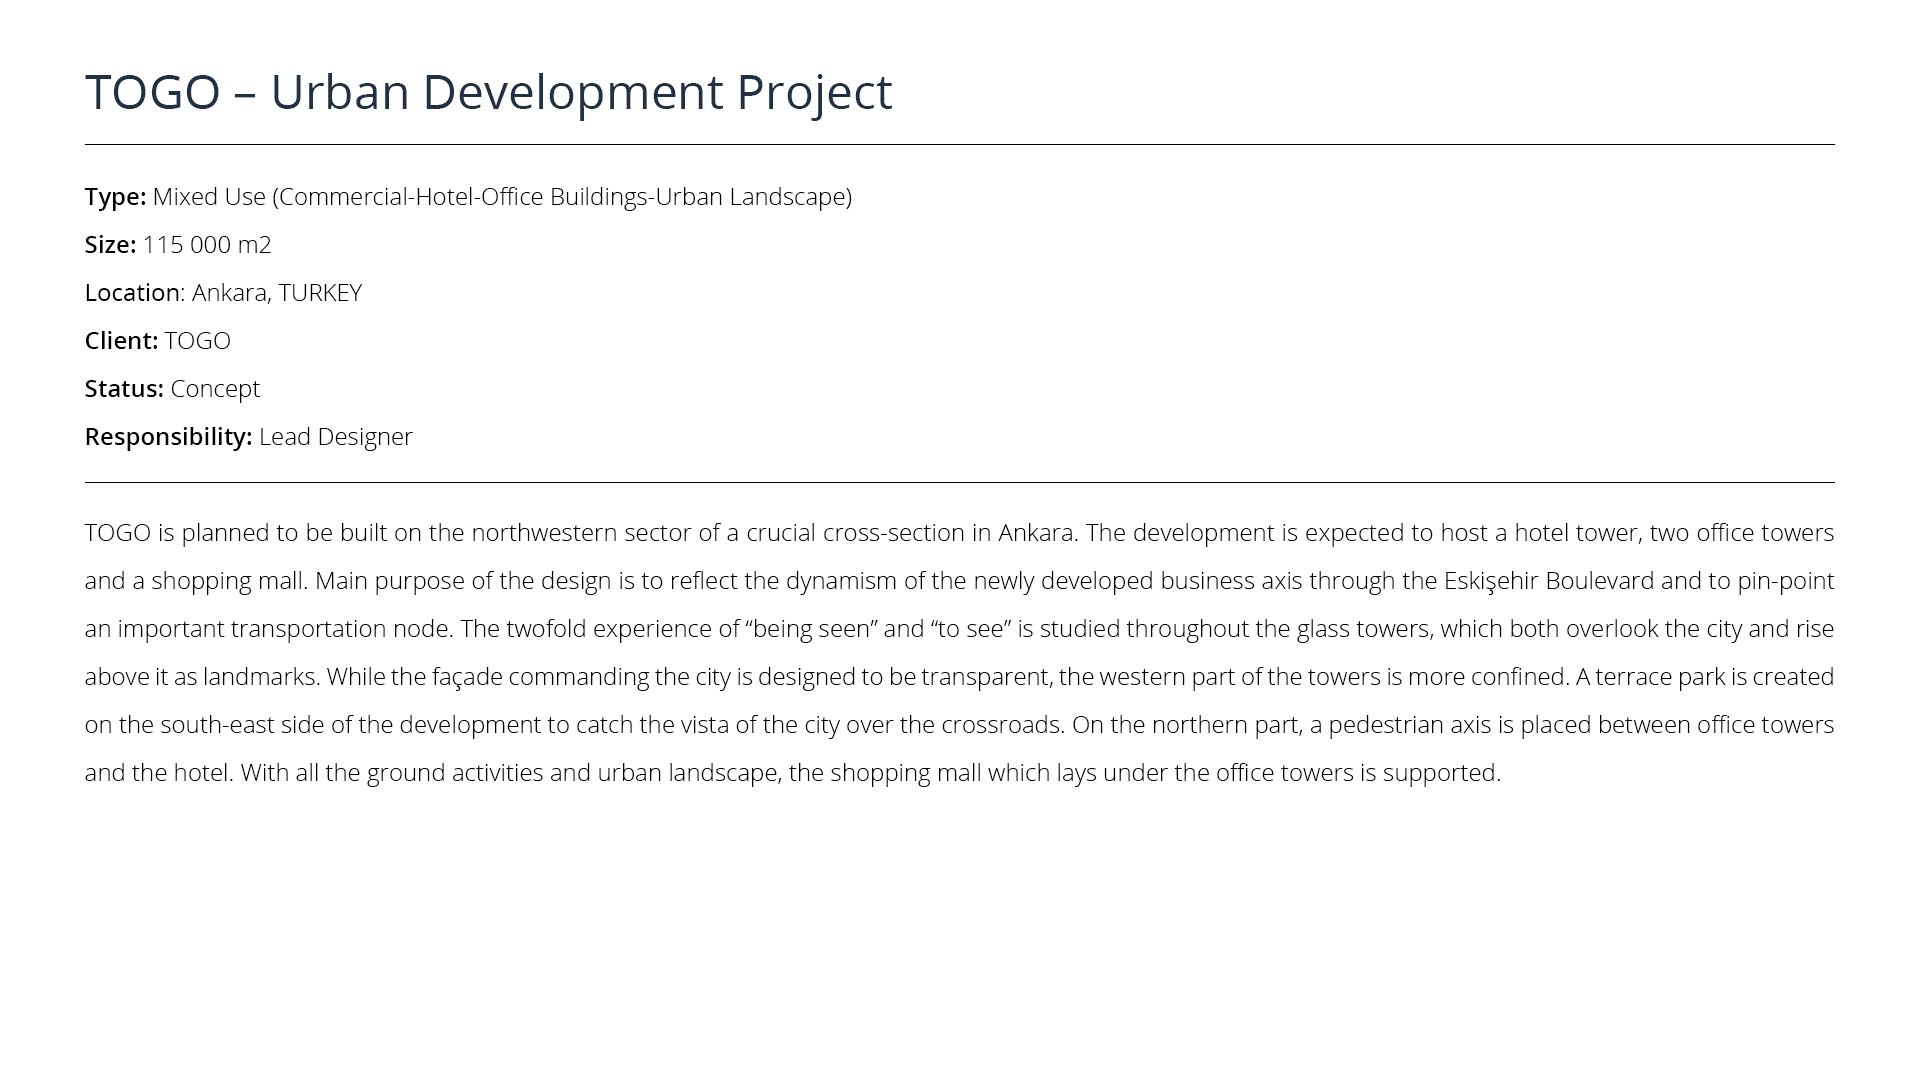 TOGO – Urban Development Project
Type: Mixed Use (Commercial-Hotel-Office Buildings-Urban Landscape)
Size: 115 000 m2
Location: Ankara, TURKEY
Client: TOGO
Status: Concept
Responsibility: Lead Designer
TOGO is planned to be built on the northwestern sector of a crucial cross-section in Ankara. The development is expected to host a hotel tower, two office towers
and a shopping mall. Main purpose of the design is to reflect the dynamism of the newly developed business axis through the Eskişehir Boulevard and to pin-point
an important transportation node. The twofold experience of “being seen” and “to see” is studied throughout the glass towers, which both overlook the city and rise
above it as landmarks. While the façade commanding the city is designed to be transparent, the western part of the towers is more confined. A terrace park is created
on the south-east side of the development to catch the vista of the city over the crossroads. On the northern part, a pedestrian axis is placed between office towers
and the hotel. With all the ground activities and urban landscape, the shopping mall which lays under the office towers is supported.